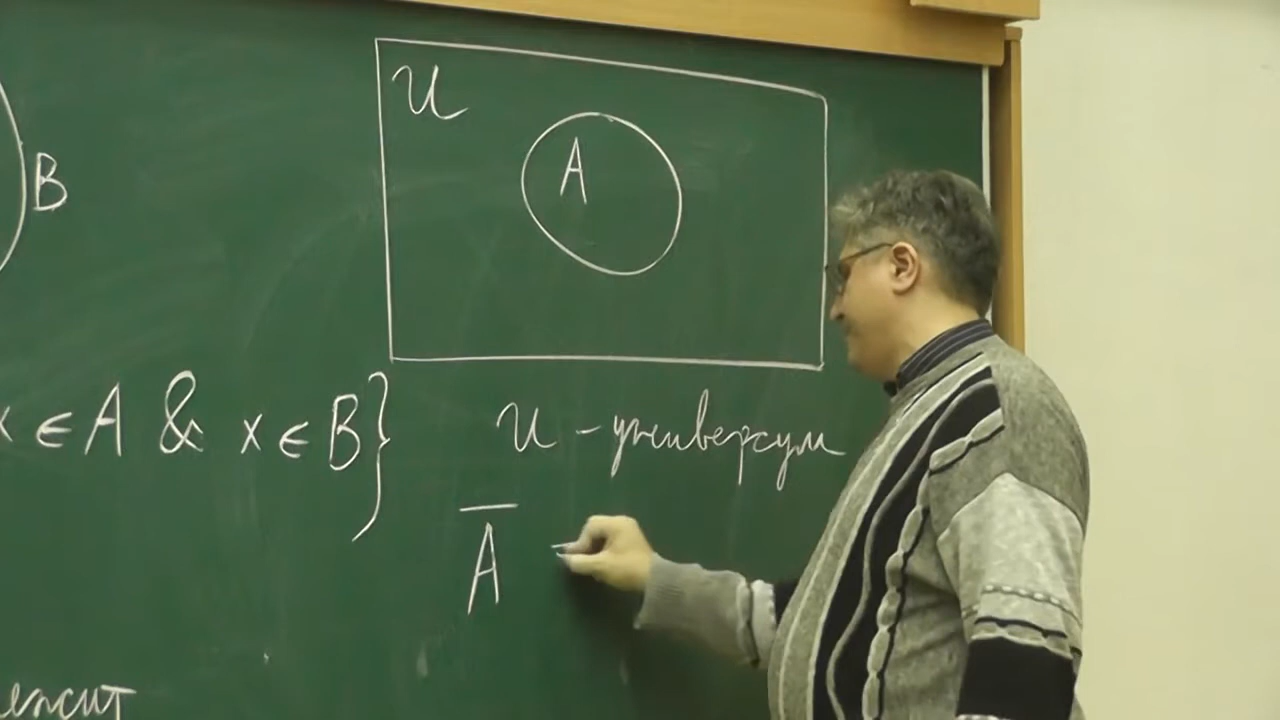 U
A
B
x ∈ A & x ∈ B}
U - универсум
A̅